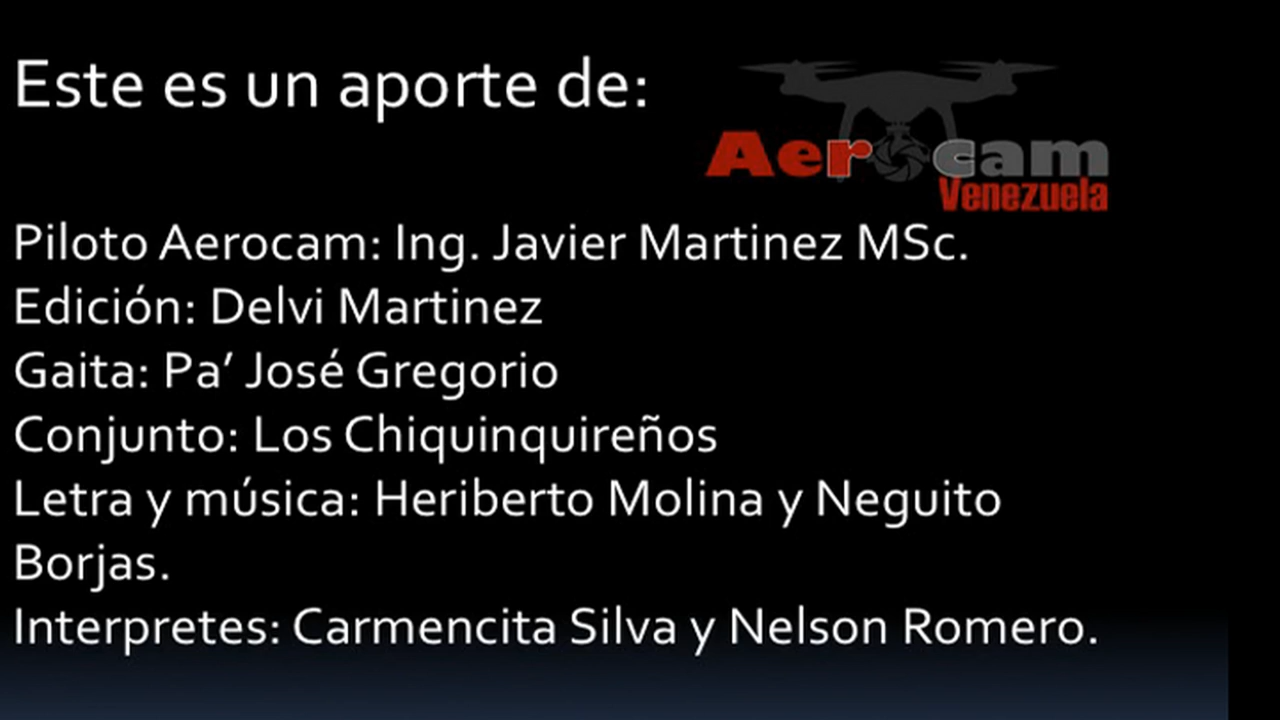 Este es un aporte de:
Aerocam
Venezuela
Piloto Aerocam: Ing. Javier Martinez MSc.
Edición: Delvi Martinez
Gaita: Pa’ José Gregorio
Conjunto: Los Chiquinquireños
Letra y música: Heriberto Molina y Neguito
Borjas.
Interpretes: Carmencita Silva y Nelson Romero.